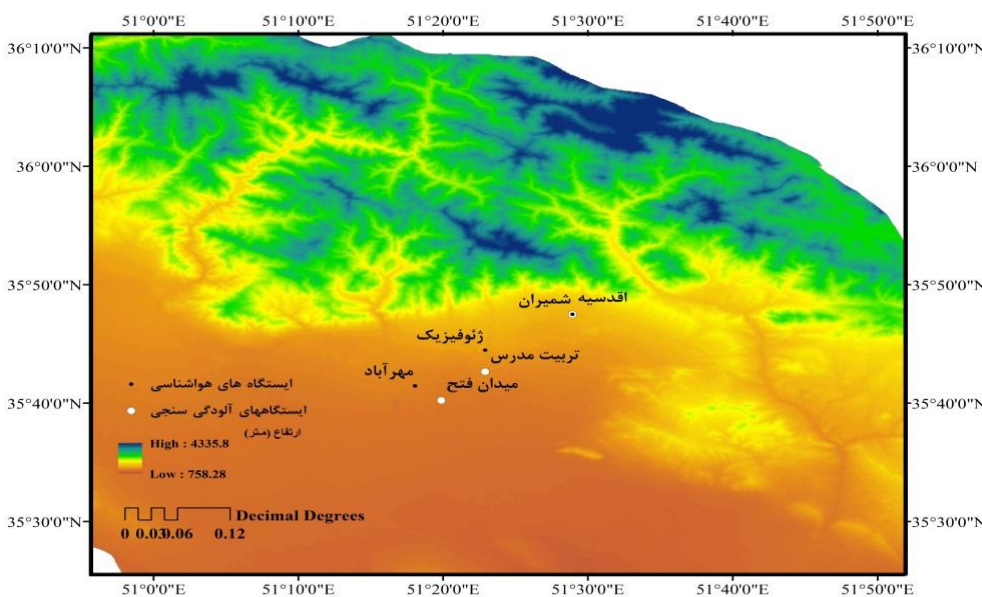 51°0'0"E 51°10'0"E 51°20'0"E 51°30'0"E 51°40'0"E 51°50'0"E
36°10'0"N 36°10'0"N
36°0'0"N 36°0'0"N
35°50'0"N 35°50'0"N
اقدسیه شمیران
ژئوفیزیک
تربیت مدرس
مهرآباد
میدان فتح
ایستگاه های هواشناسی
35°40'0"N 35°40'0"N
ایستگاههای آلودگی سنجی
ارتفاع (متر)
High : 4335.8
Low : 758.28
Decimal Degrees
35°30'0"N 35°30'0"N
0 0.03 0.06 0.12
51°0'0"E 51°10'0"E 51°20'0"E 51°30'0"E 51°40'0"E 51°50'0"E